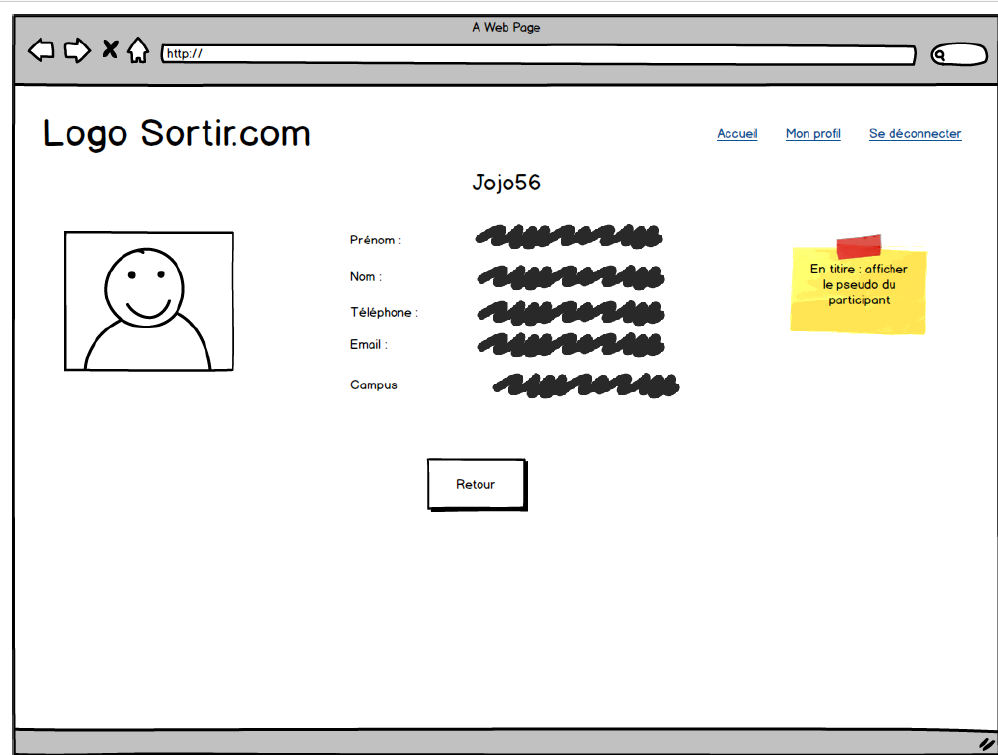 A Web Page
http://
Logo Sortir.com
Accueil Mon profil Se déconnecter
Jojo56
Prénom :
Nom :
Téléphone :
Email :
Campus
En titire : afficher
le pseudo du
participant
Retour